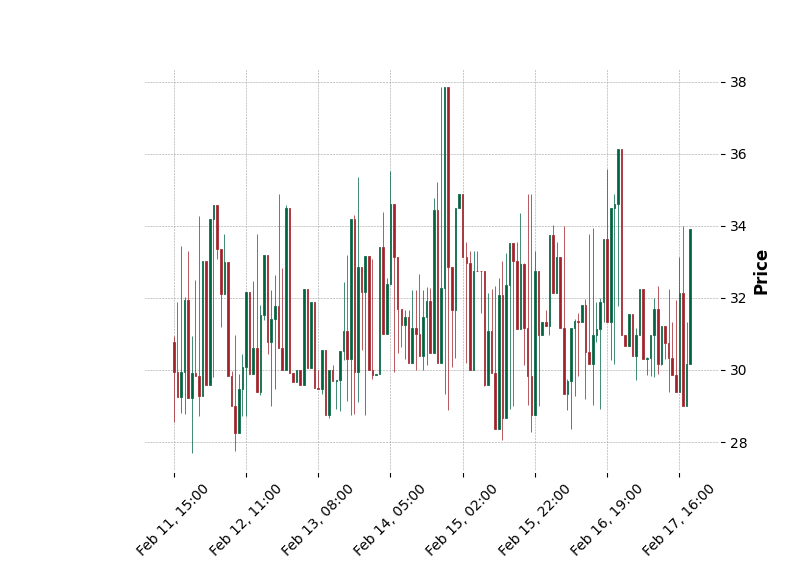 38
36
34
32
30
28
Price
Feb 11, 15:00
Feb 12, 11:00
Feb 13, 08:00
Feb 14, 05:00
Feb 15, 02:00
Feb 15, 22:00
Feb 16, 19:00
Feb 17, 16:00